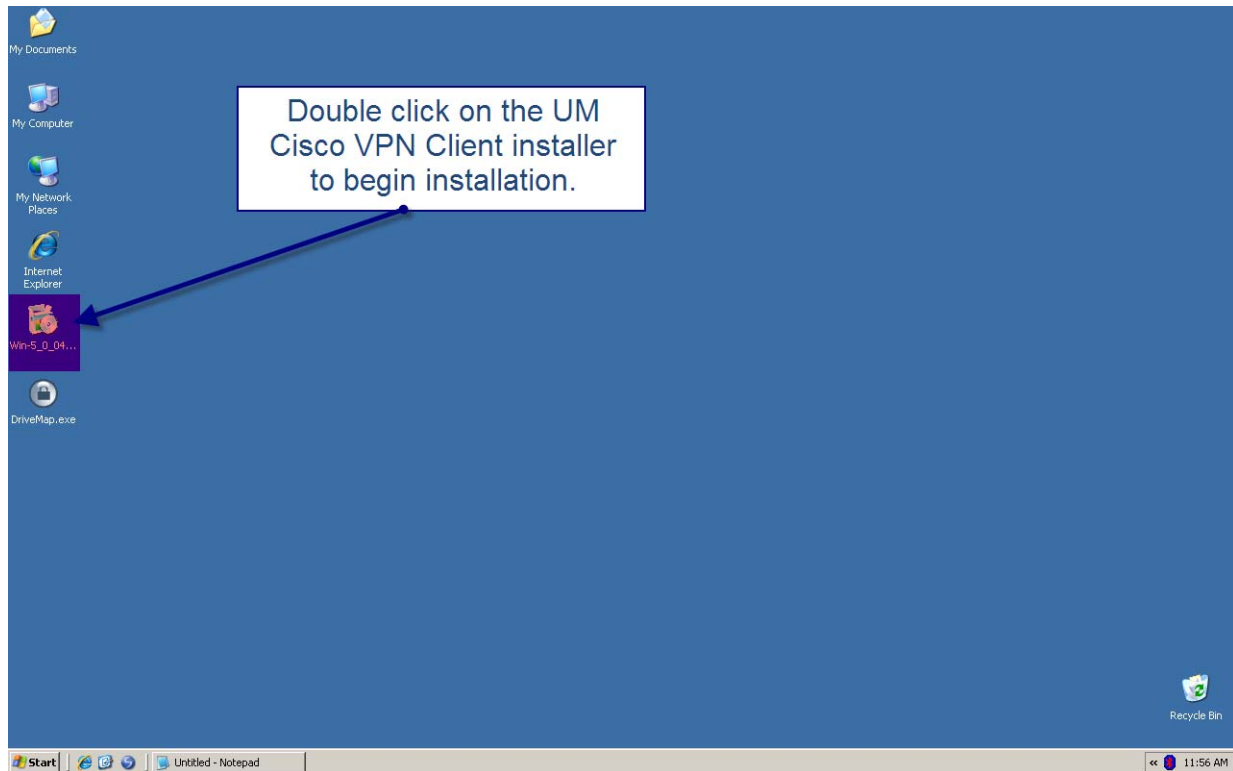 My Documents
My Computer
My Network
Places
Internet
Explorer
Win-5_0_04...
DriveMap.exe
Double click on the UM
Cisco VPN Client installer
to begin installation.
Recycle Bin
Start
Untitled - Notepad
11:56 AM